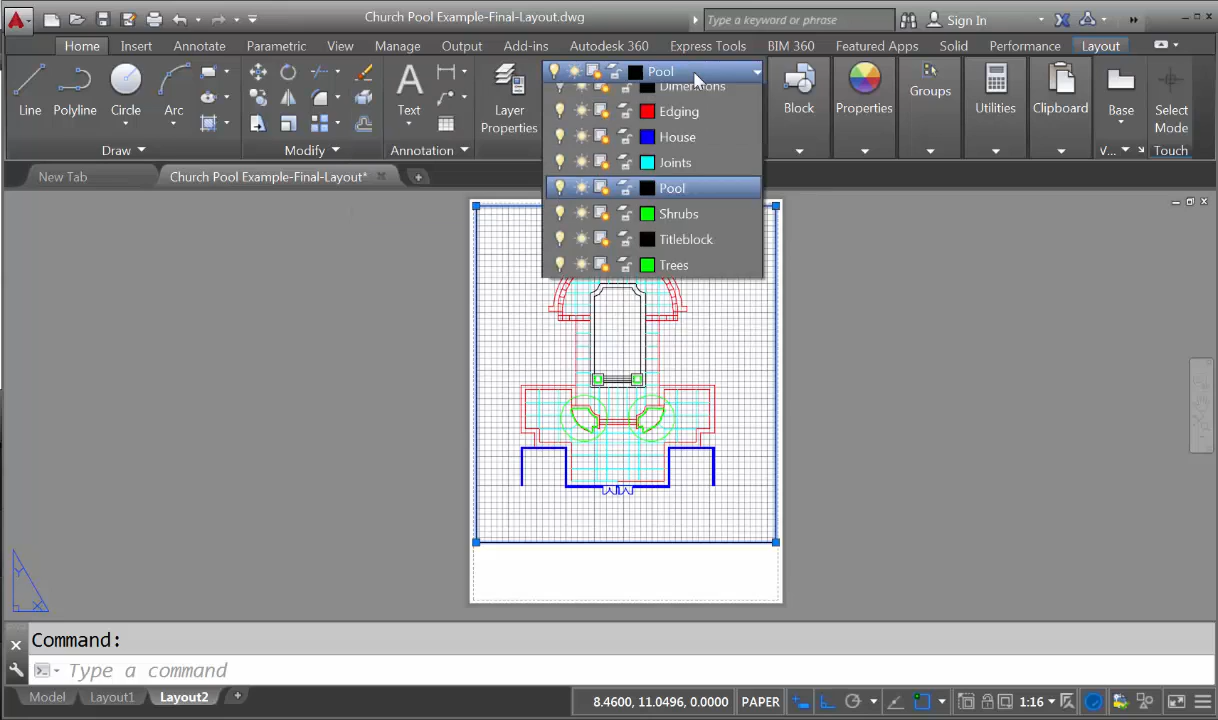 Church Pool Example-Final-Layout.dwg
Type a keyword or phrase
Sign In
Home Insert Annotate Parametric View Manage Output Add-ins Autodesk 360 Express Tools BIM 360 Featured Apps Solid Performance Layout
Pool
Line Polyline Circle Arc
Text
Layer
Properties
Block
Properties
Groups
Utilities
Clipboard
Base
Select
Mode
Draw Modify Annotation
V... Touch
Dimensions
Edging
House
Joints
Pool
Shrubs
Titleblock
Trees
New Tab Church Pool Example-Final-Layout*
Y
X
Command:
Type a command
Model Layout1 Layout2
8.4600, 11.0496, 0.0000 PAPER 1:16